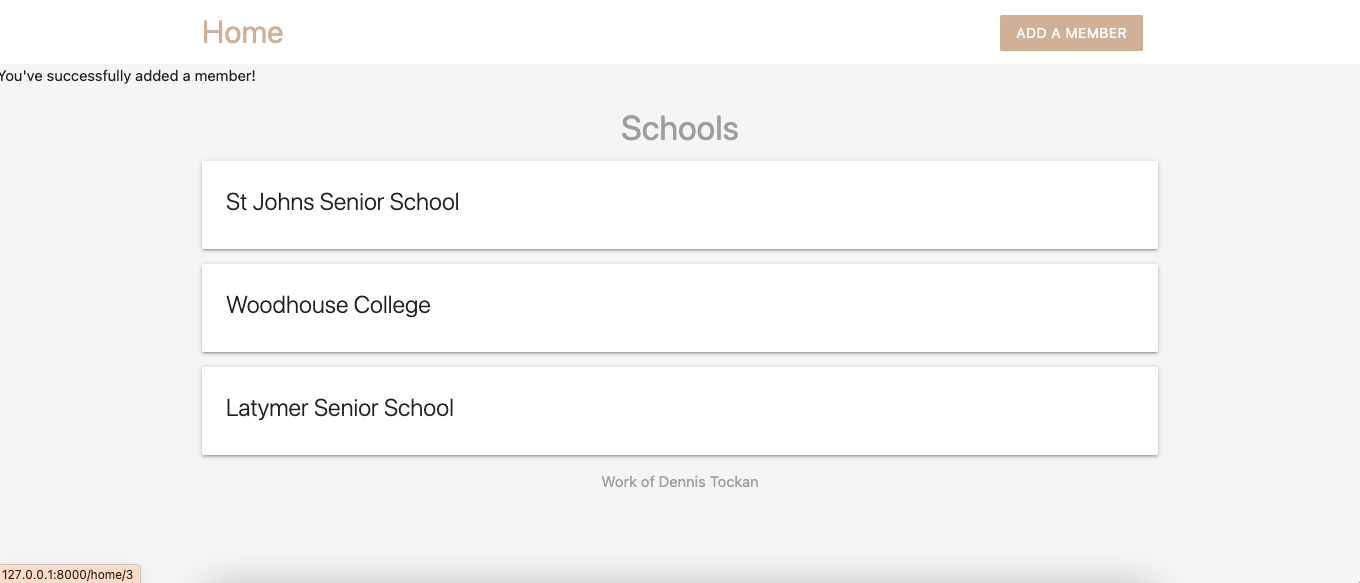 Home
ADD A MEMBER
You've successfully added a member!
Schools
St Johns Senior School
Woodhouse College
Latymer Senior School
Work of Dennis Tockan
127.0.0.1:8000/home/3